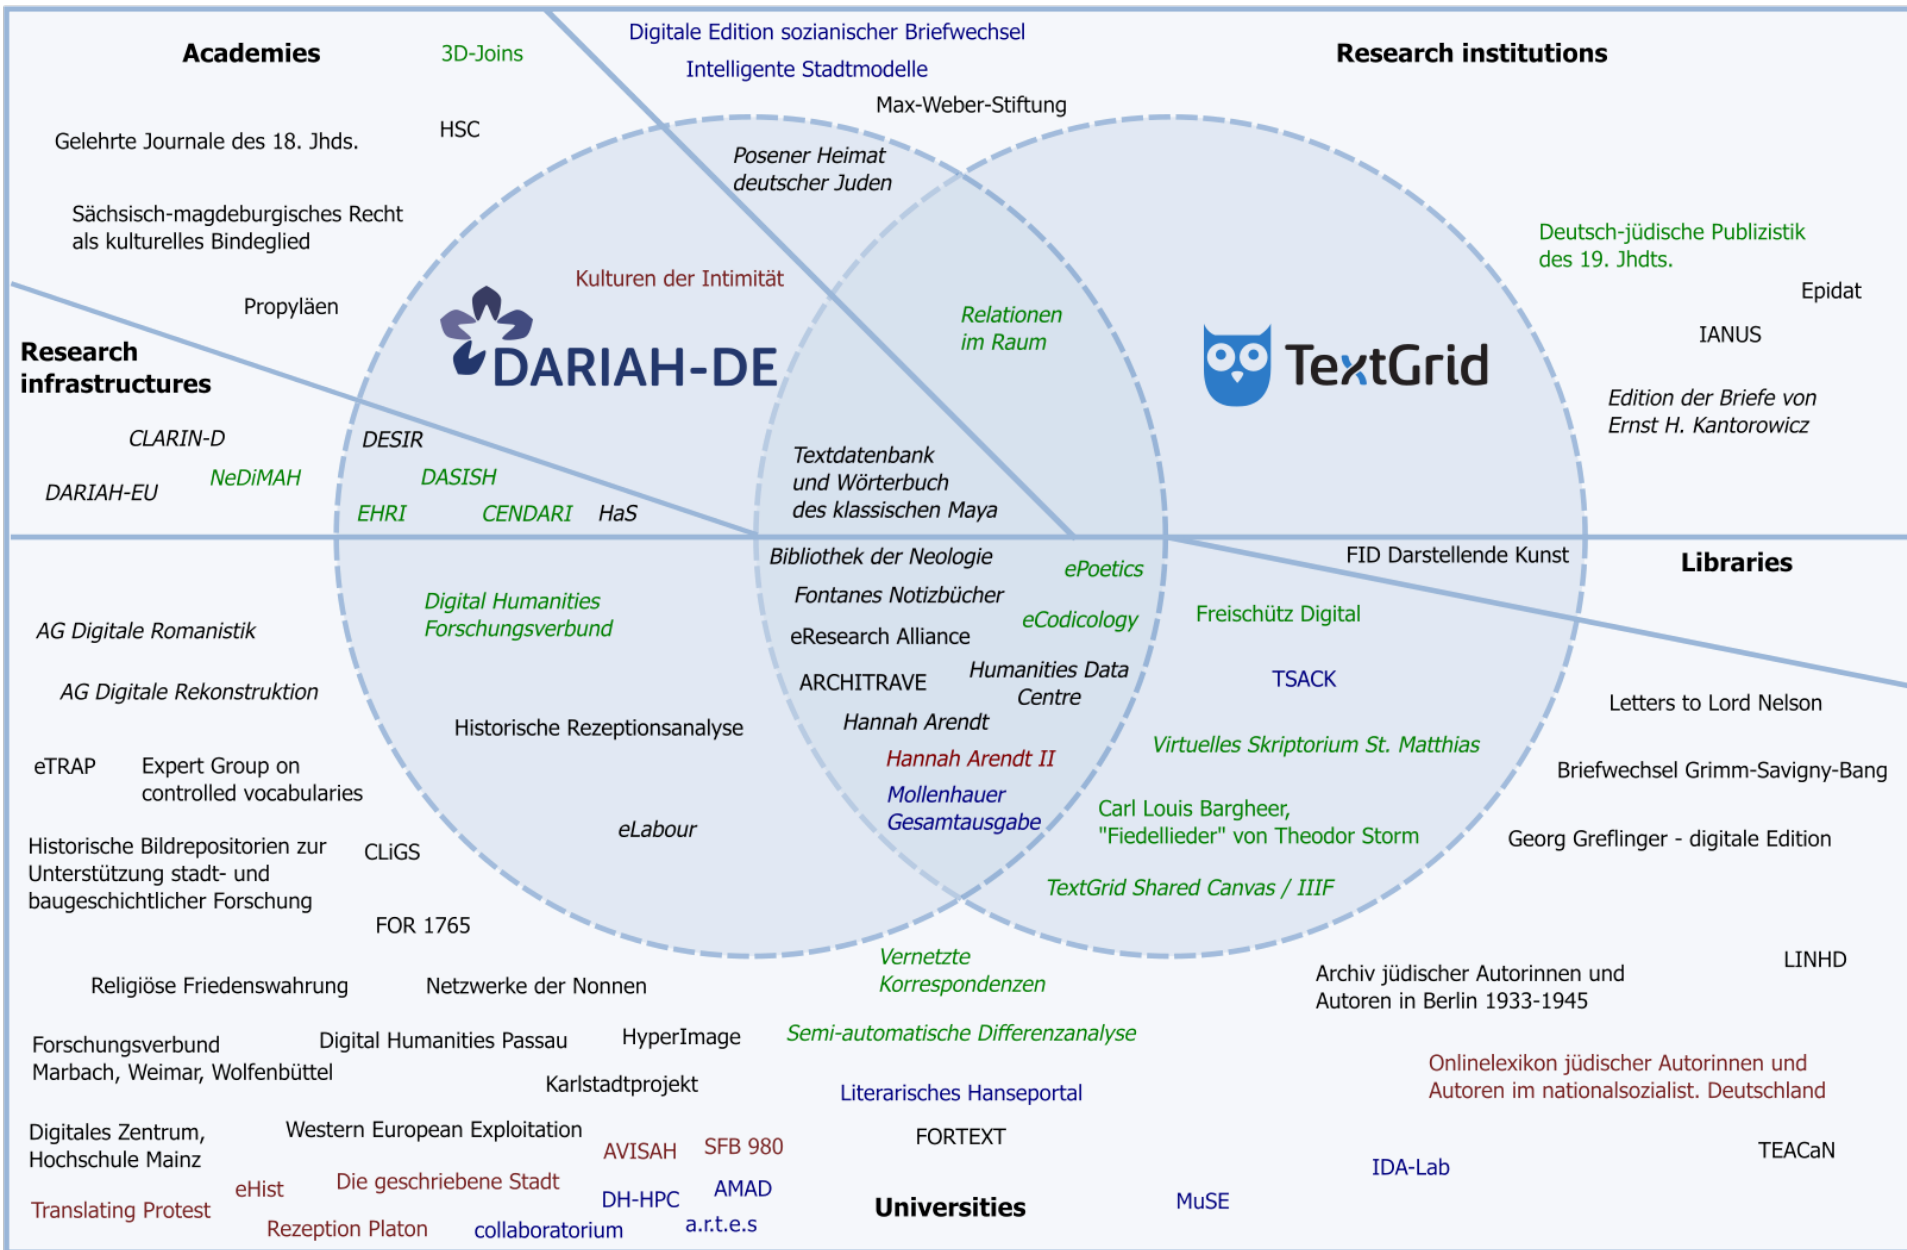 Academies
3D-Joins
Digitale Edition sozianischer Briefwechsel
Intelligente Stadtmodelle
Max-Weber-Stiftung
Research institutions
Gelehrte Journale des 18. Jhds.
HSC
Posener Heimat
deutscher Juden
Sächsisch-magdeburgisches Recht
als kulturelles Bindeglied
Kulturen der Intimität
Propyläen
DARIAH-DE
Relationen
im Raum
TextGrid
Deutsch-jüdische Publizistik
des 19. Jhdts.
Epidat
IANUS
Edition der Briefe von
Ernst H. Kantorowicz
Research
infrastructures
CLARIN-D
DESIR
DARIAH-EU
NeDiMAH
DASISH
EHRI
CENDARI
HaS
Textdatenbank
und Wörterbuch
des klassischen Maya
Bibliothek der Neologie
ePoetics
FID Darstellende Kunst
Libraries
Fontanes Notizbücher
eCodicology
Freischütz Digital
Digital Humanities
Forschungsverbund
AG Digitale Romanistik
eResearch Alliance
AG Digitale Rekonstruktion
ARCHITRAVE
Humanities Data
Centre
TSACK
Letters to Lord Nelson
Historische Rezeptionsanalyse
Hannah Arendt
Hannah Arendt II
Virtuelles Skriptorium St. Matthias
eTRAP
Expert Group on
controlled vocabularies
Mollenhauer
Gesamtausgabe
Briefwechsel Grimm-Savigny-Bang
eLabour
Carl Louis Bargheer,
"Fiedellieder" von Theodor Storm
Georg Greflinger - digitale Edition
Historische Bildrepositorien zur
Unterstützung stadt- und
baugeschichtlicher Forschung
CLiGS
TextGrid Shared Canvas / IIIF
FOR 1765
Religiöse Friedenswahrung
Netzwerke der Nonnen
Vernetzte
Korrespondenzen
Archiv jüdischer Autorinnen und
Autoren in Berlin 1933-1945
LINHD
Forschungsverbund
Marbach, Weimar, Wolfenbüttel
Digital Humanities Passau
HyperImage
Semi-automatische Differenzanalyse
Karlstadtprojekt
Literarisches Hanseportal
Onlinelexikon jüdischer Autorinnen und
Autoren im nationalsozialist. Deutschland
Digitales Zentrum,
Hochschule Mainz
Western European Exploitation
AVISAH
SFB 980
FORTEXT
TEACaN
IDA-Lab
Translating Protest
eHist
Die geschriebene Stadt
DH-HPC
AMAD
Universities
MuSE
Rezeption Platon
collaboratorium
a.r.t.e.s